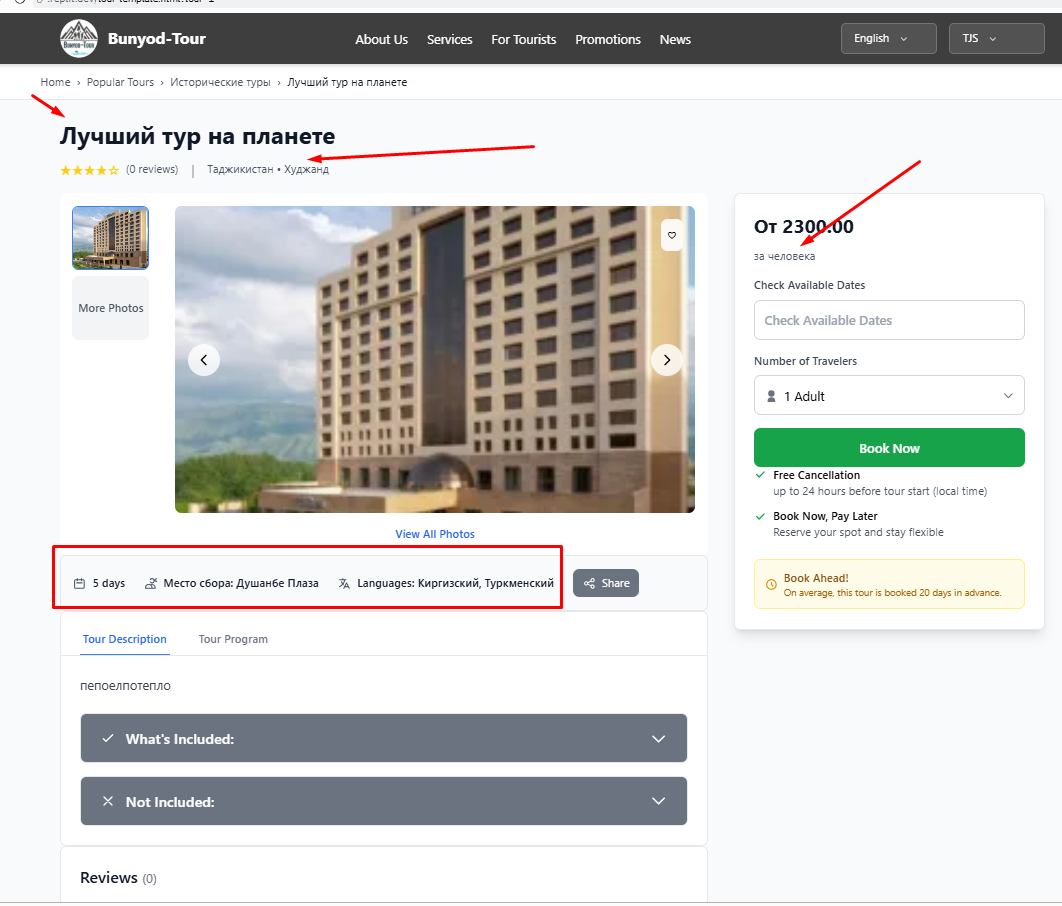 Bunyod-Tour
Bunyod-Tour
About Us
Services
For Tourists
Promotions
News
English
TJS
Home › Popular Tours › Исторические туры › Лучший тур на планете
Лучший тур на планете
(0 reviews) | Таджикистан • Худжанд
More Photos
View All Photos
5 days
Место сбора: Душанбе Плаза
Languages: Киргизский, Туркменский
Share
Tour Description
Tour Program
пепоелпотепло
What's Included:
Not Included:
Reviews (0)
От 2300.00
за человека
Check Available Dates
Check Available Dates
Number of Travelers
1 Adult
Book Now
Free Cancellation
up to 24 hours before tour start (local time)
Book Now, Pay Later
Reserve your spot and stay flexible
Book Ahead!
On average, this tour is booked 20 days in advance.